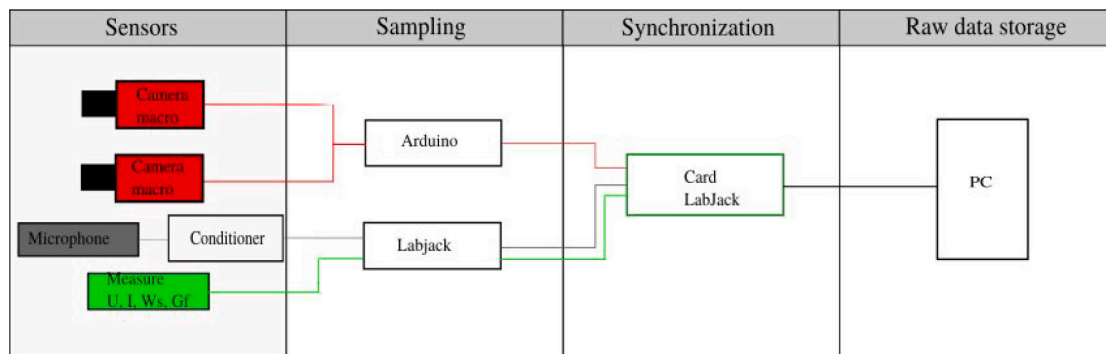 Sensors
Sampling
Synchronization
Raw data storage
Camera
macro
Camera
macro
Arduino
Card
LabJack
PC
Microphone
Conditioner
Labjack
Measure
U, I, Ws, Gf